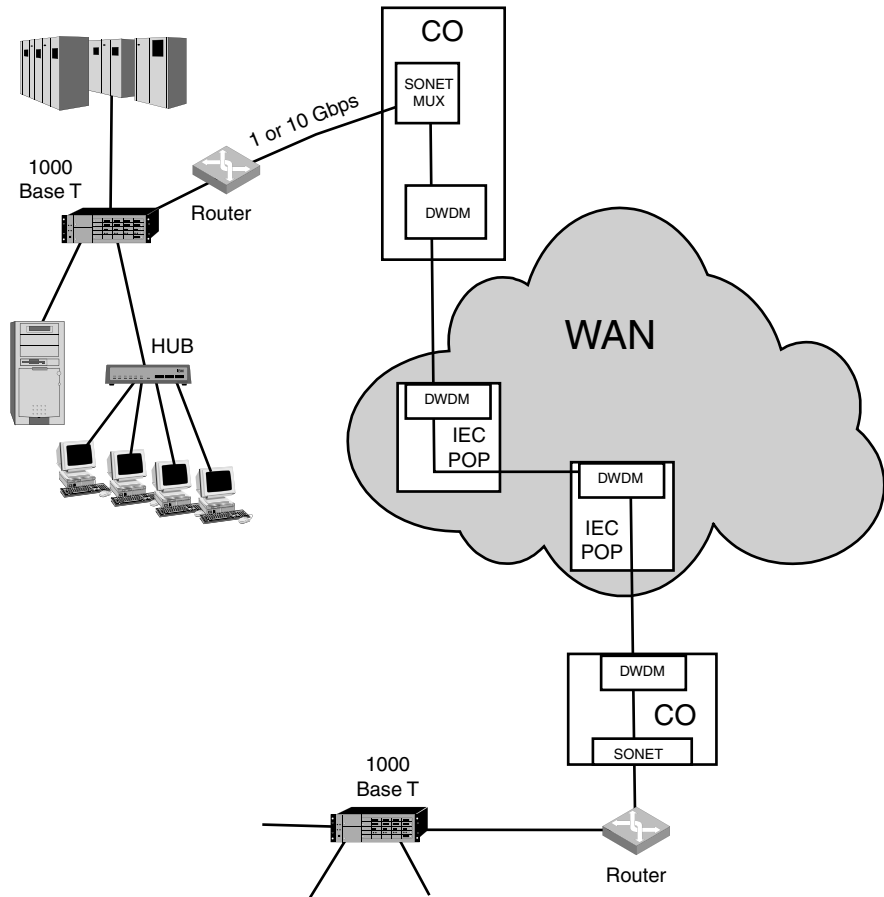 CO
SONET
MUX
1 or 10 Gbps
1000
Base T
Router
DWDM
WAN
HUB
DWDM
IEC
POP
DWDM
IEC
POP
DWDM
CO
SONET
1000
Base T
Router